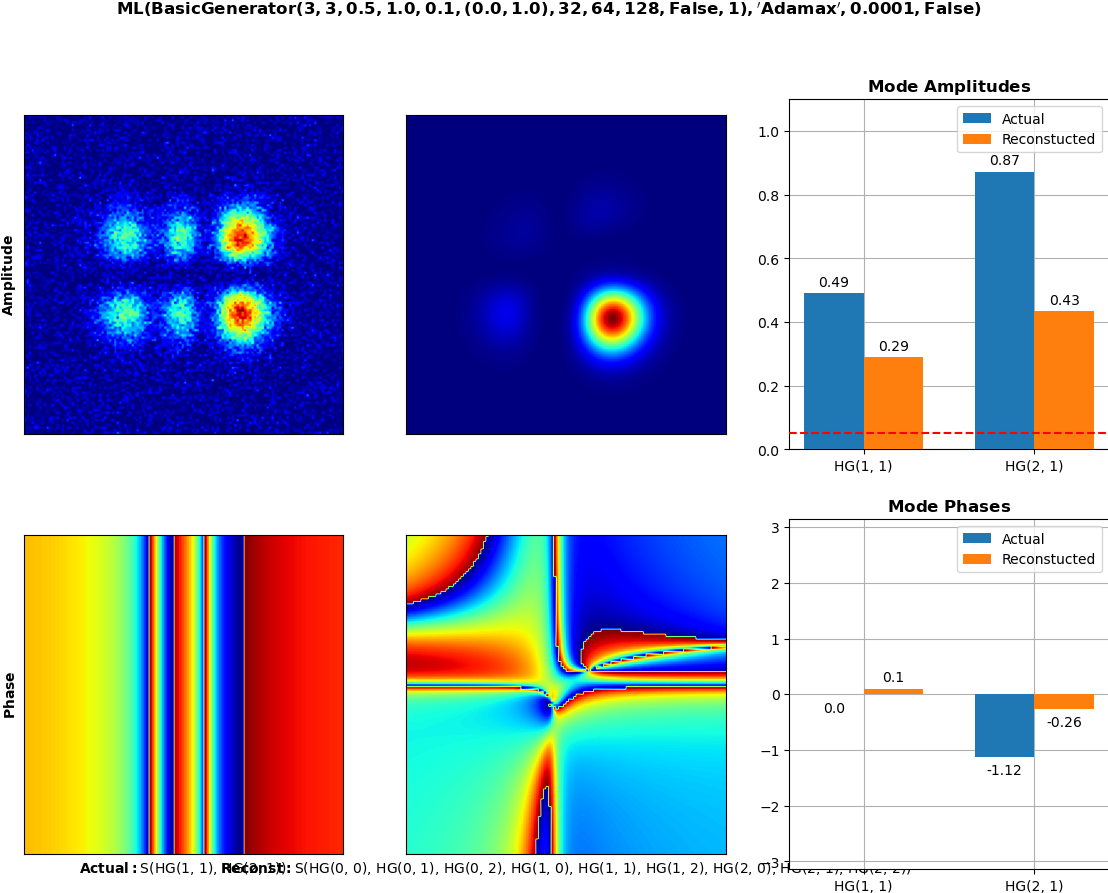 ML(BasicGenerator(3, 3, 0.5, 1.0, 0.1, (0.0, 1.0), 32, 64, 128, False, 1), 'Adamax', 0.0001, False)
Mode Amplitudes
Amplitude
Actual
Reconstucted
1.0
0.8
0.6
0.4
0.2
0.0
0.49
0.29
0.87
0.43
HG(1, 1)
HG(2, 1)
Mode Phases
Phase
Actual
Reconstucted
3
2
1
0
−1
−2
−3
0.0
0.1
-1.12
-0.26
HG(1, 1)
HG(2, 1)
Actual: S(HG(1, 1), HG(2, 1))
Reconst: S(HG(0, 0), HG(0, 1), HG(0, 2), HG(1, 0), HG(1, 1), HG(1, 2), HG(2, 0), HG(2, 1), HG(2, 2))